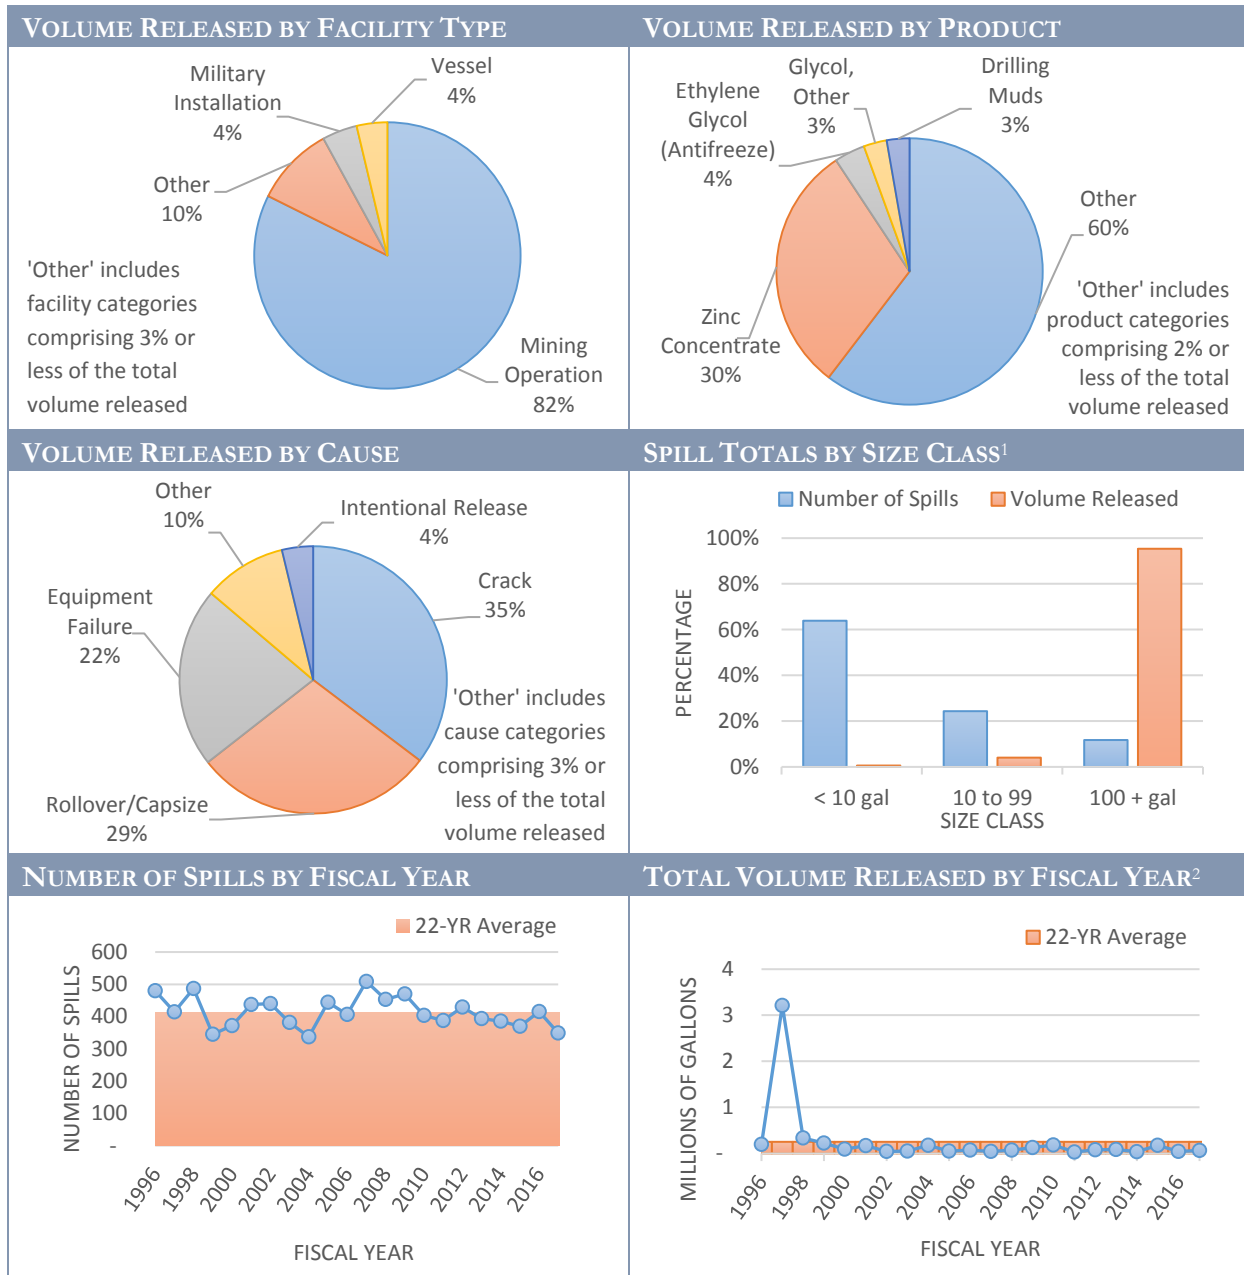 VOLUME RELEASED BY FACILITY TYPE
Military
Installation
4%
Vessel
4%
Other
10%
'Other' includes
facility categories
comprising 3% or
less of the total
volume released
Mining
Operation
82%
VOLUME RELEASED BY PRODUCT
Ethylene
Glycol
(Antifreeze)
4%
Glycol,
Other
3%
Drilling
Muds
3%
Other
60%
Zinc
Concentrate
30%
'Other' includes
product categories
comprising 2% or
less of the total
volume released
VOLUME RELEASED BY CAUSE
Other
10%
Intentional Release
4%
Crack
35%
Equipment
Failure
22%
Rollover/Capsize
29%
'Other' includes
cause categories
comprising 3% or
less of the total
volume released
SPILL TOTALS BY SIZE CLASS1
Number of Spills
Volume Released
PERCENTAGE
100%
80%
60%
40%
20%
0%
< 10 gal
10 to 99
100 + gal
SIZE CLASS
NUMBER OF SPILLS BY FISCAL YEAR
22-YR Average
NUMBER OF SPILLS
600
500
400
300
200
100
-
1996
1998
2000
2002
2004
2006
2008
2010
2012
2014
2016
FISCAL YEAR
TOTAL VOLUME RELEASED BY FISCAL YEAR2
22-YR Average
MILLIONS OF GALLONS
4
3
2
1
-
1996
1998
2000
2002
2004
2006
2008
2010
2012
2014
2016
FISCAL YEAR